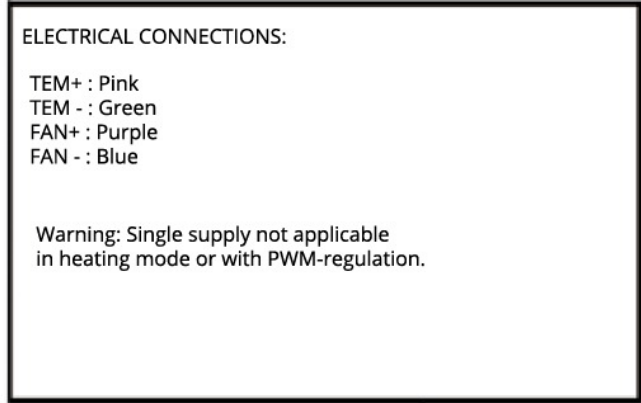 ELECTRICAL CONNECTIONS:
TEM+ : Pink
TEM - : Green
FAN+ : Purple
FAN - : Blue
Warning: Single supply not applicable
in heating mode or with PWM-regulation.